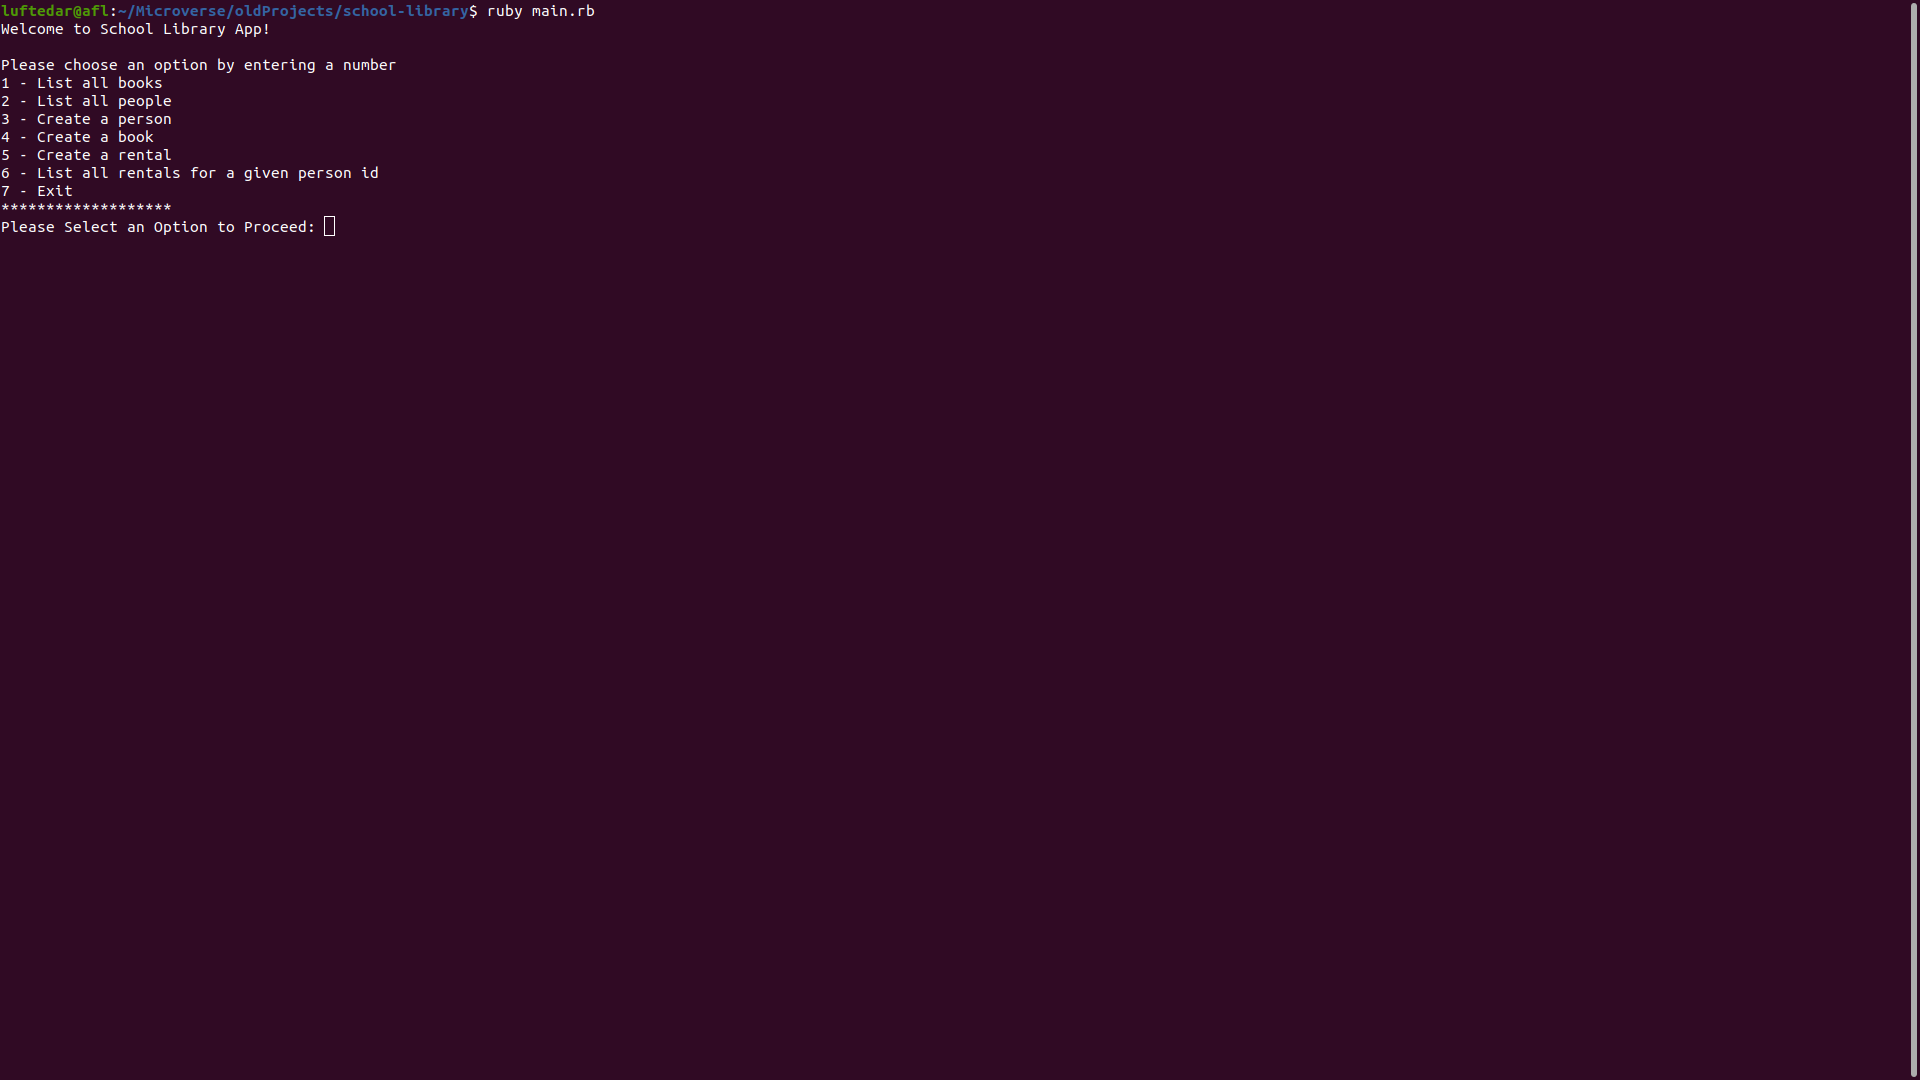 luftedar@afl:~/Microverse/oldProjects/school-library$ ruby main.rb
Welcome to School Library App!
Please choose an option by entering a number
1 - List all books
2 - List all people
3 - Create a person
4 - Create a book
5 - Create a rental
6 - List all rentals for a given person id
7 - Exit
*******************
Please Select an Option to Proceed: